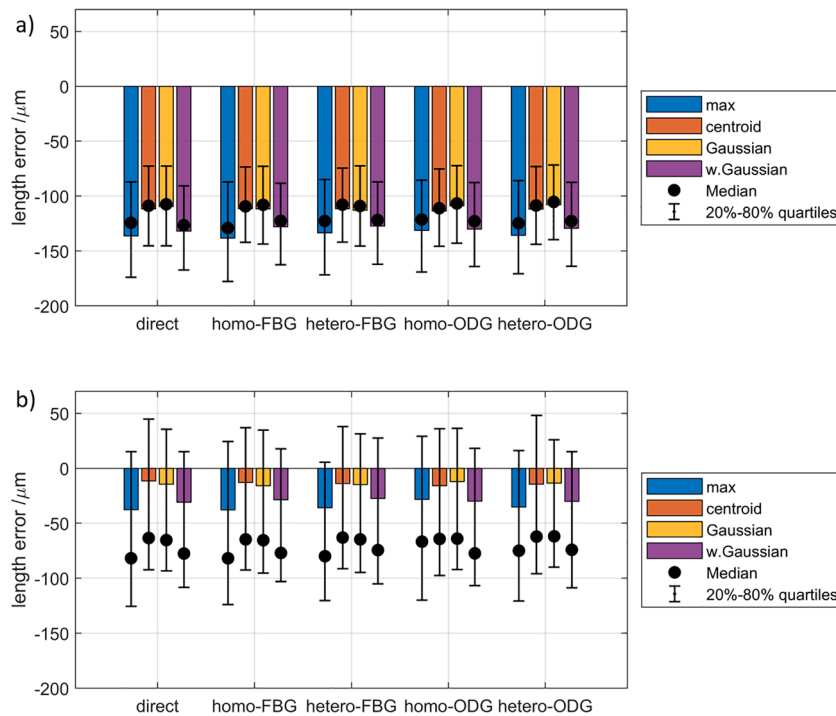 a)
50
0
-50
-100
-150
-200
length error /μm
direct homo-FBG hetero-FBG homo-ODG hetero-ODG
max
centroid
Gaussian
w.Gaussian
Median
20%-80% quartiles
b)
50
0
-50
-100
-150
-200
length error /μm
direct homo-FBG hetero-FBG homo-ODG hetero-ODG
max
centroid
Gaussian
w.Gaussian
Median
20%-80% quartiles